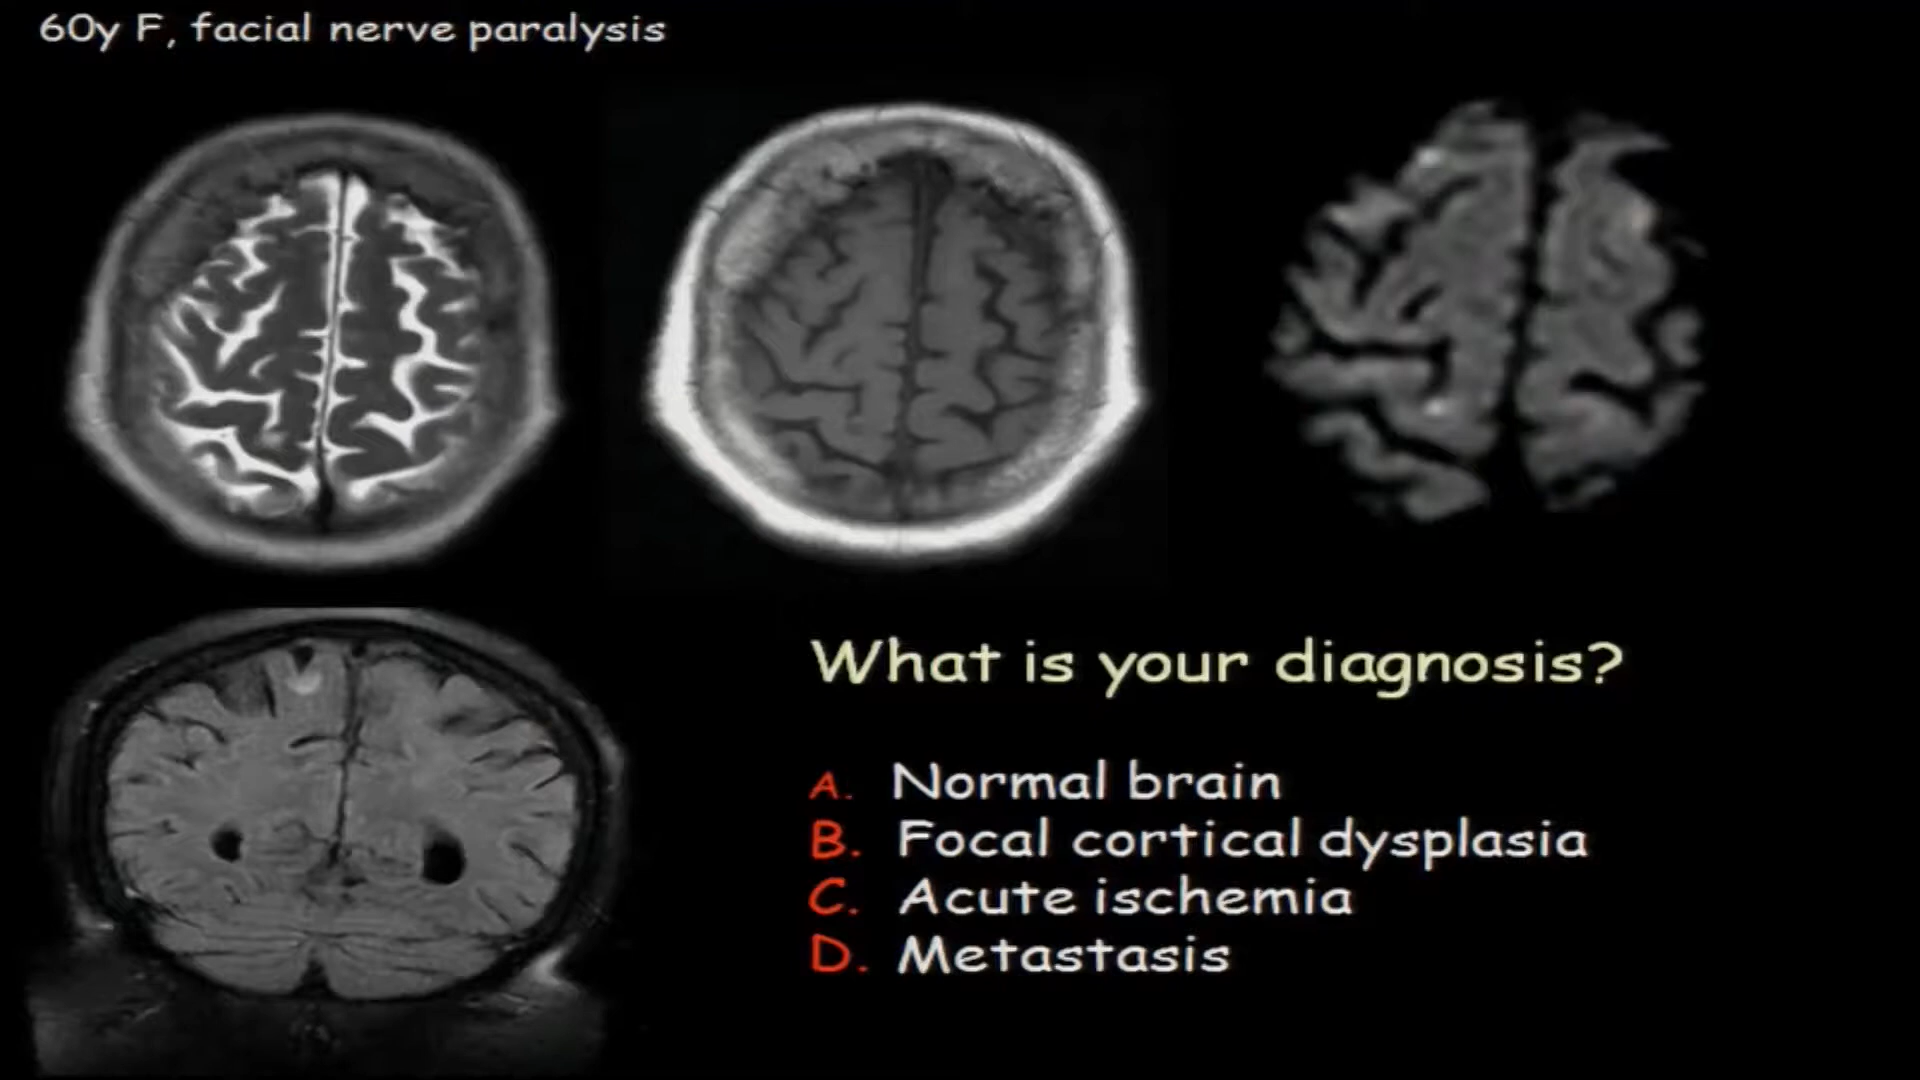 60y F, facial nerve paralysis
What is your diagnosis?
A. Normal brain
B. Focal cortical dysplasia
C. Acute ischemia
D. Metastasis